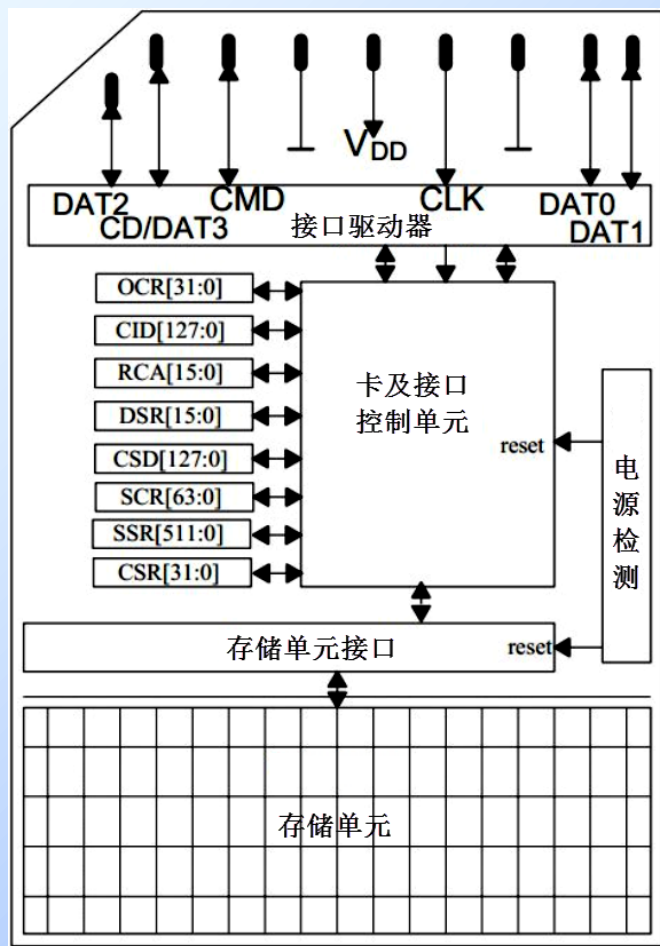 VDD
DAT2
CD/DAT3
CMD
接口驱动器
CLK
DAT0
DAT1
OCR[31:0]
CID[127:0]
RCA[15:0]
DSR[15:0]
CSD[127:0]
SCR[63:0]
SSR[511:0]
CSR[31:0]
卡及接口
控制单元
reset
电
源
检
测
存储单元接口
reset
存储单元